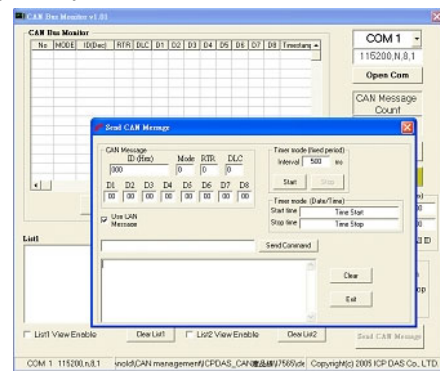 CAN Bus Monitor v1.01
CAN Bus Monitor
No MODE ID(Dec) RTR DLC D1 D2 D3 D4 D5 D6 D7 D8 Timestamp
COM 1
115200,N,8,1
Open Com
CAN Message
Count
Send CAN Message
CAN Message
ID (Hex) Mode RTR DLC
000 0 0 0
D1 D2 D3 D4 D5 D6 D7 D8
00 00 00 00 00 00 00 00
Use CAN
Message
Timer mode (fixed period)
Interval 500 ms
Start Stop
Timer mode (Date/Time)
Start time Time Start
Stop time Time Stop
Send Command
Clear
Exit
List1
List1 View Enable Clear List1 List2 View Enable Clear List2 Send CAN Message
COM 1 115200,n,8,1 Copyright(c) 2005 ICP DAS Co., LTD.